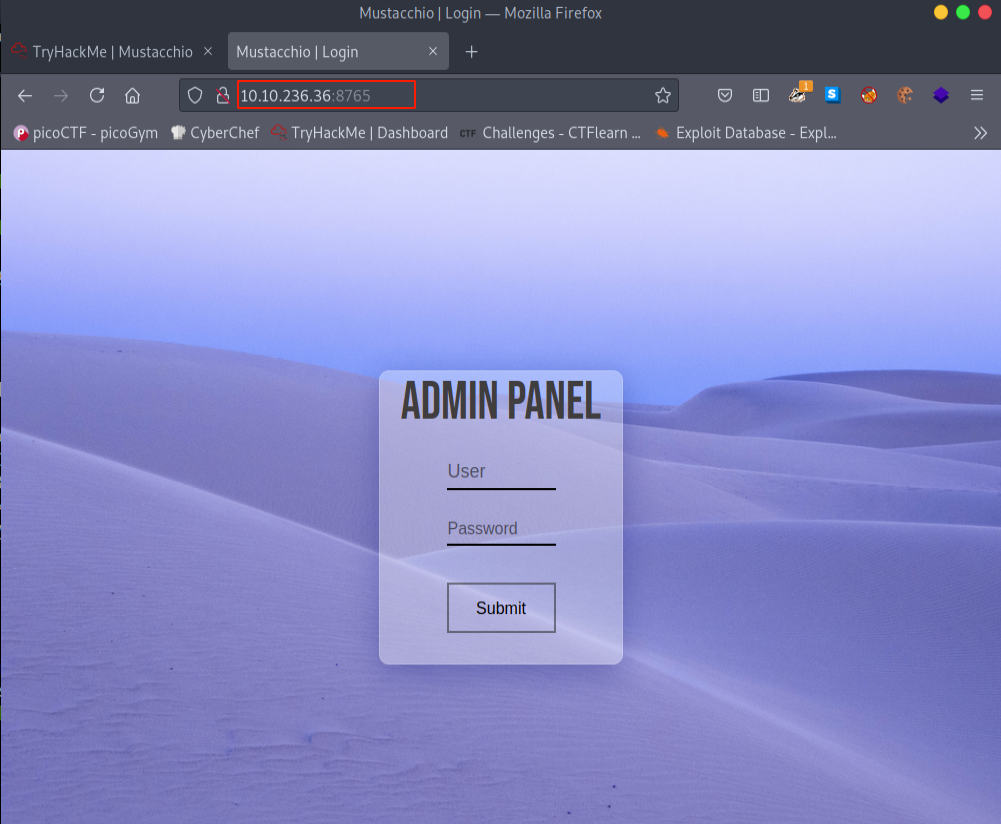 Mustacchio | Login — Mozilla Firefox
TryHackMe | Mustacchio × Mustacchio | Login × +
10.10.236.36:8765 1 S
picoCTF - picoGym CyberChef TryHackMe | Dashboard CTF Challenges - CTFlearn ... Exploit Database - Expl...
ADMIN PANEL
User
Password
Submit